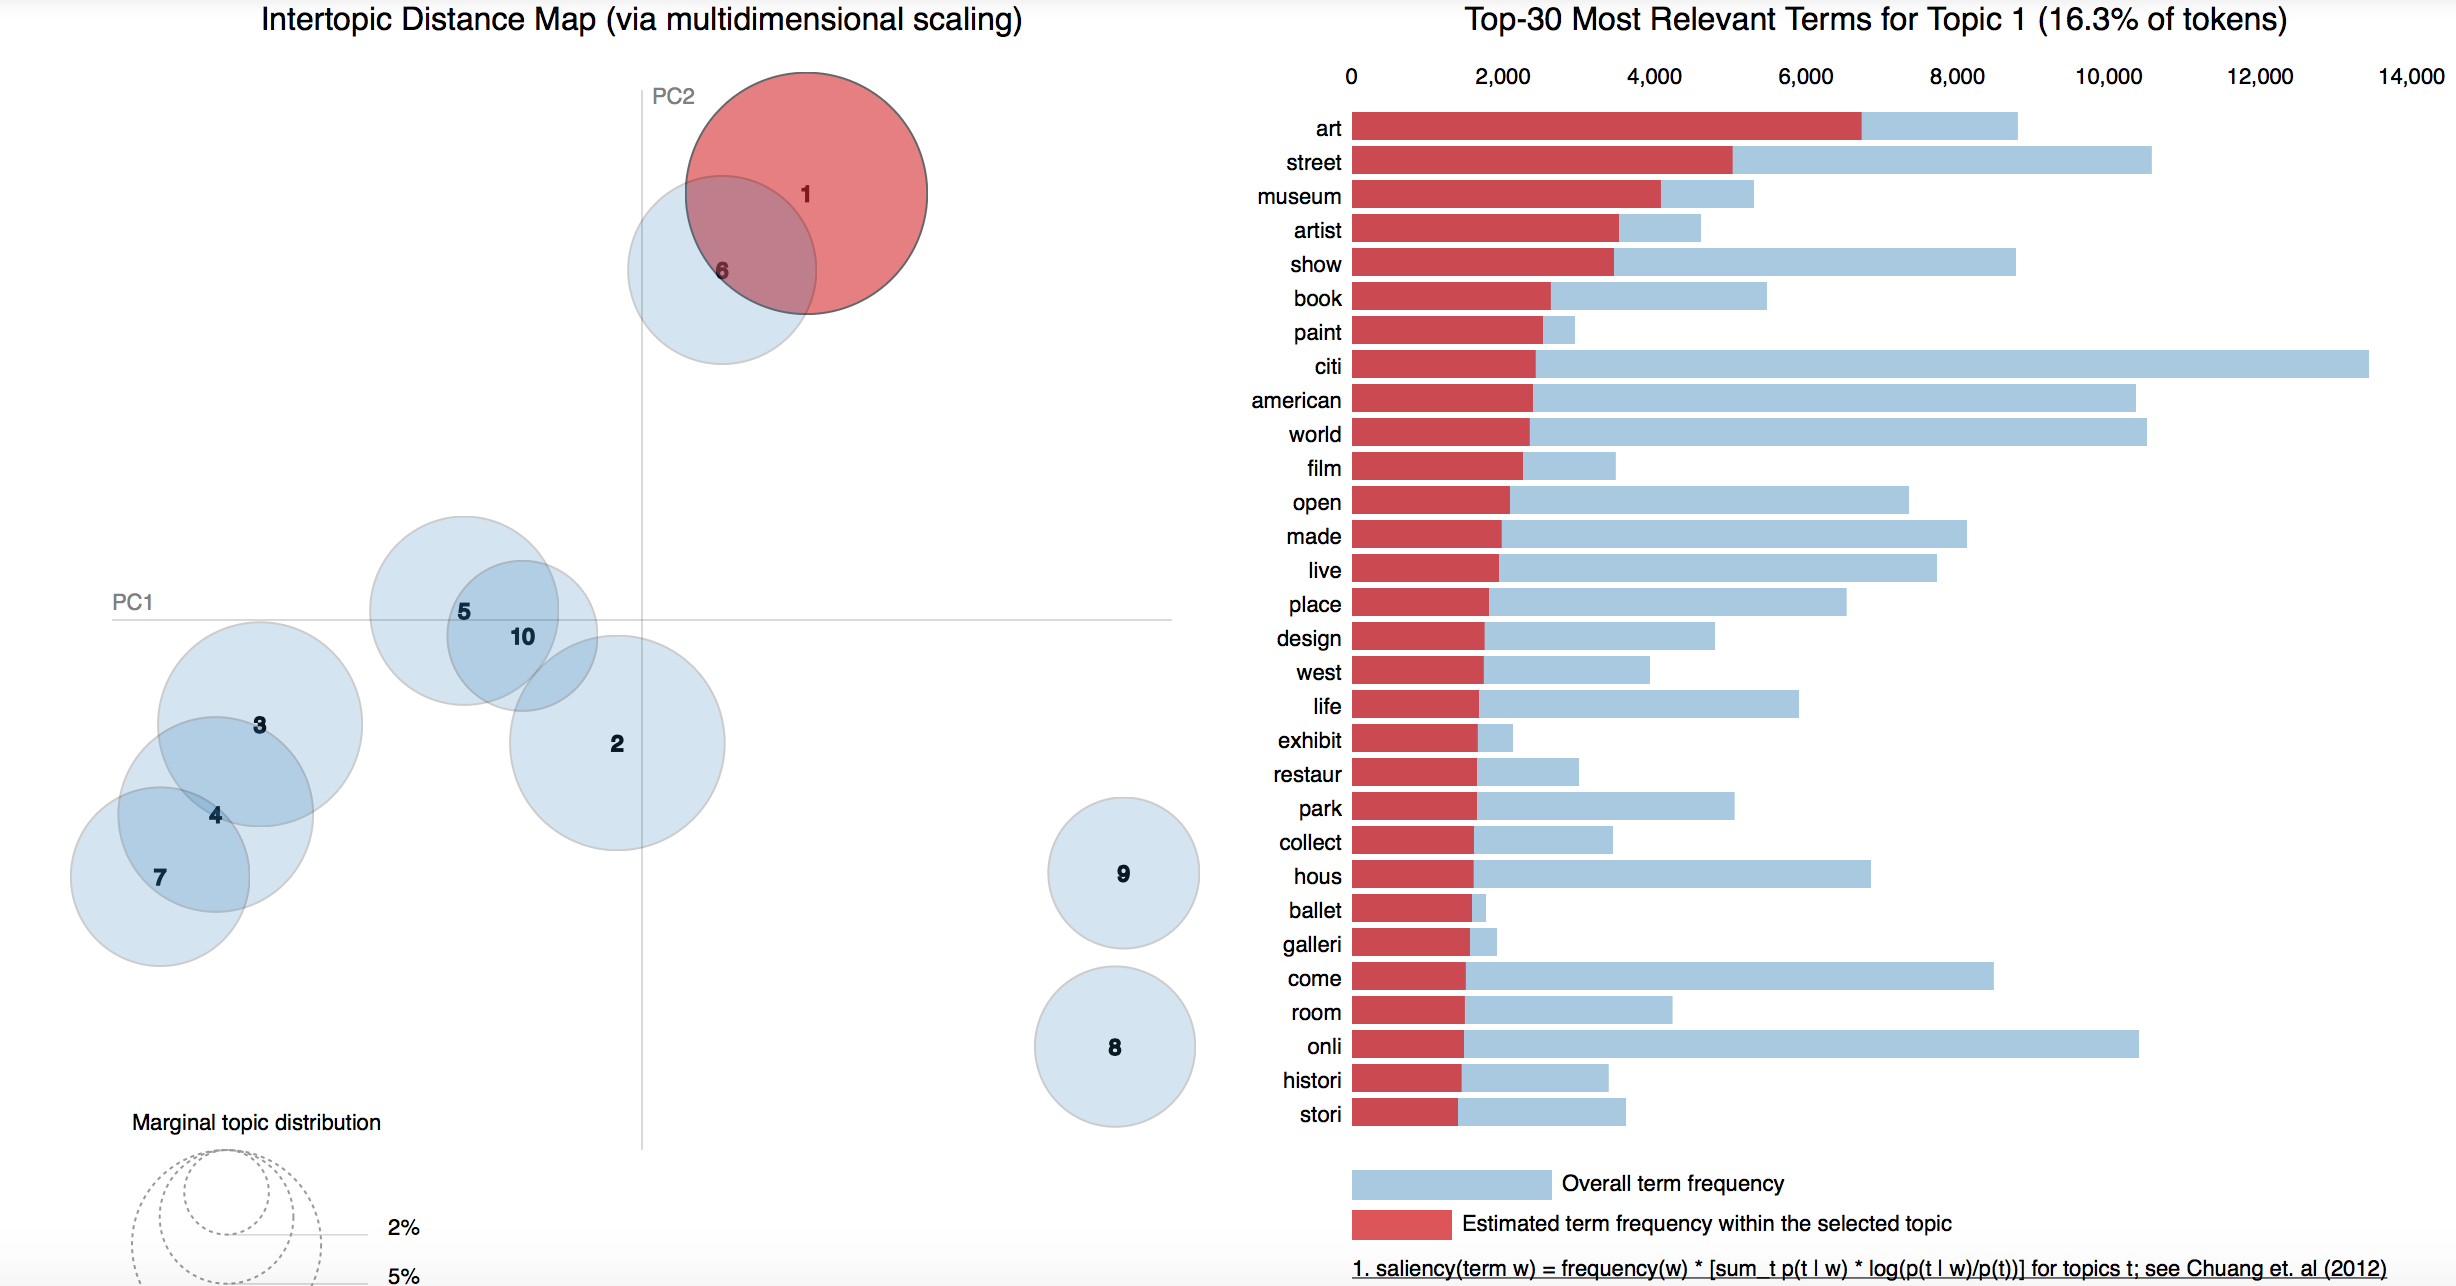 Intertopic Distance Map (via multidimensional scaling)
PC2
1
6
PC1
5
10
3
2
4
7
9
8
Marginal topic distribution
2%
5%
Top-30 Most Relevant Terms for Topic 1 (16.3% of tokens)
0 2,000 4,000 6,000 8,000 10,000 12,000 14,000
art
street
museum
artist
show
book
paint
citi
american
world
film
open
made
live
place
design
west
life
exhibit
restaur
park
collect
hous
ballet
galleri
come
room
onli
histori
stori
Overall term frequency
Estimated term frequency within the selected topic
1. saliency(term w) = frequency(w) * [sum_t p(t | w) * log(p(t | w)/p(t))] for topics t; see Chuang et. al (2012)